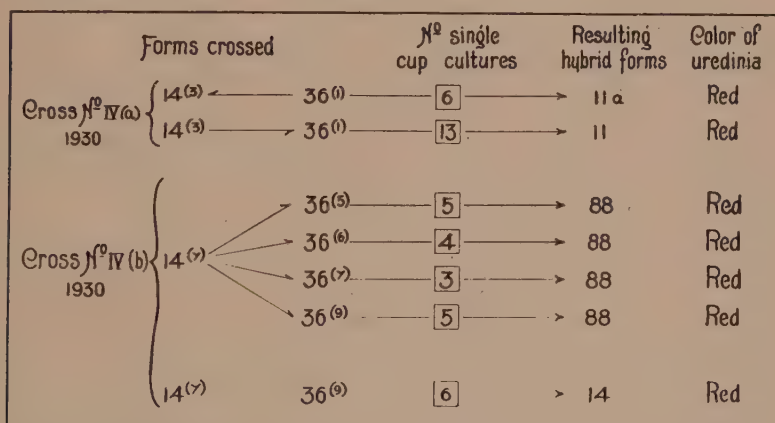 Forms crossed Nº single cup cultures Resulting hybrid forms Color of uredinia
Cross Nº IV(a) 1930
14(3) 36(1) 6 11a Red
14(3) 36(1) 13 11 Red
Cross Nº IV(b) 1930
14(7) 36(5) 5 88 Red
36(6) 4 88 Red
36(7) 3 88 Red
36(9) 5 88 Red
14(7) 36(9) 6 14 Red